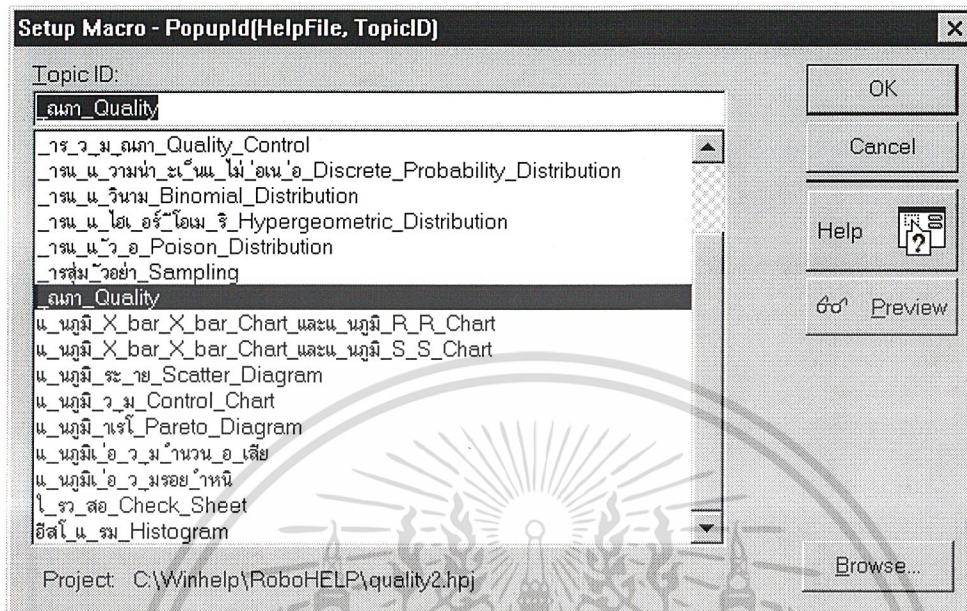 Setup Macro - PopupId(HelpFile, TopicID)
Topic ID:
_ณภา_Quality
_าร_ว_ม_ณภา_Quality_Control
_ารแ_แ_วามน่า_ะเ_็นแ_ไม่_่อเน_่อ_Discrete_Probability_Distribution
_ารแ_แ_วินาม_Binomial_Distribution
_ารแ_แ_ไฮเ_อร์_ีโอเม_ริ_Hypergeometric_Distribution
_ารแ_แ_ัว_อ_Poison_Distribution
_ารสุ่ม_ัวอย่า_Sampling
_ณภา_Quality
แ_นภูมิ_X_bar_X_bar_Chart_และแ_นภูมิ_R_R_Chart
แ_นภูมิ_X_bar_X_bar_Chart_และแ_นภูมิ_S_S_Chart
แ_นภูมิ_ระ_าย_Scatter_Diagram
แ_นภูมิ_ว_ม_Control_Chart
แ_นภูมิ_าเรโ_Pareto_Diagram
แ_นภูมิเ_่อ_ว_ม_ำนวน_อ_เสีย
แ_นภูมิเ_่อ_ว_มรอย_ำหนิ
ใ_รว_สอ_Check_Sheet
ฮีสโ_แ_รม_Histogram
Project: C:\Winhelp\RoboHELP\quality2.hpj
OK
Cancel
Help
Preview
Browse...